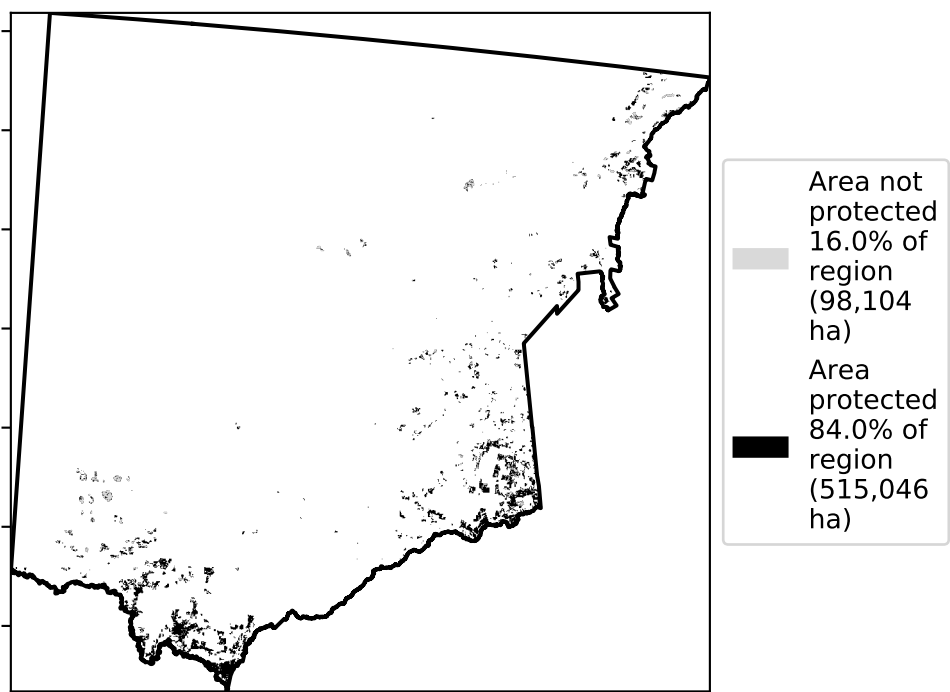 Area not
protected
16.0% of
region
(98,104
ha)
Area
protected
84.0% of
region
(515,046
ha)